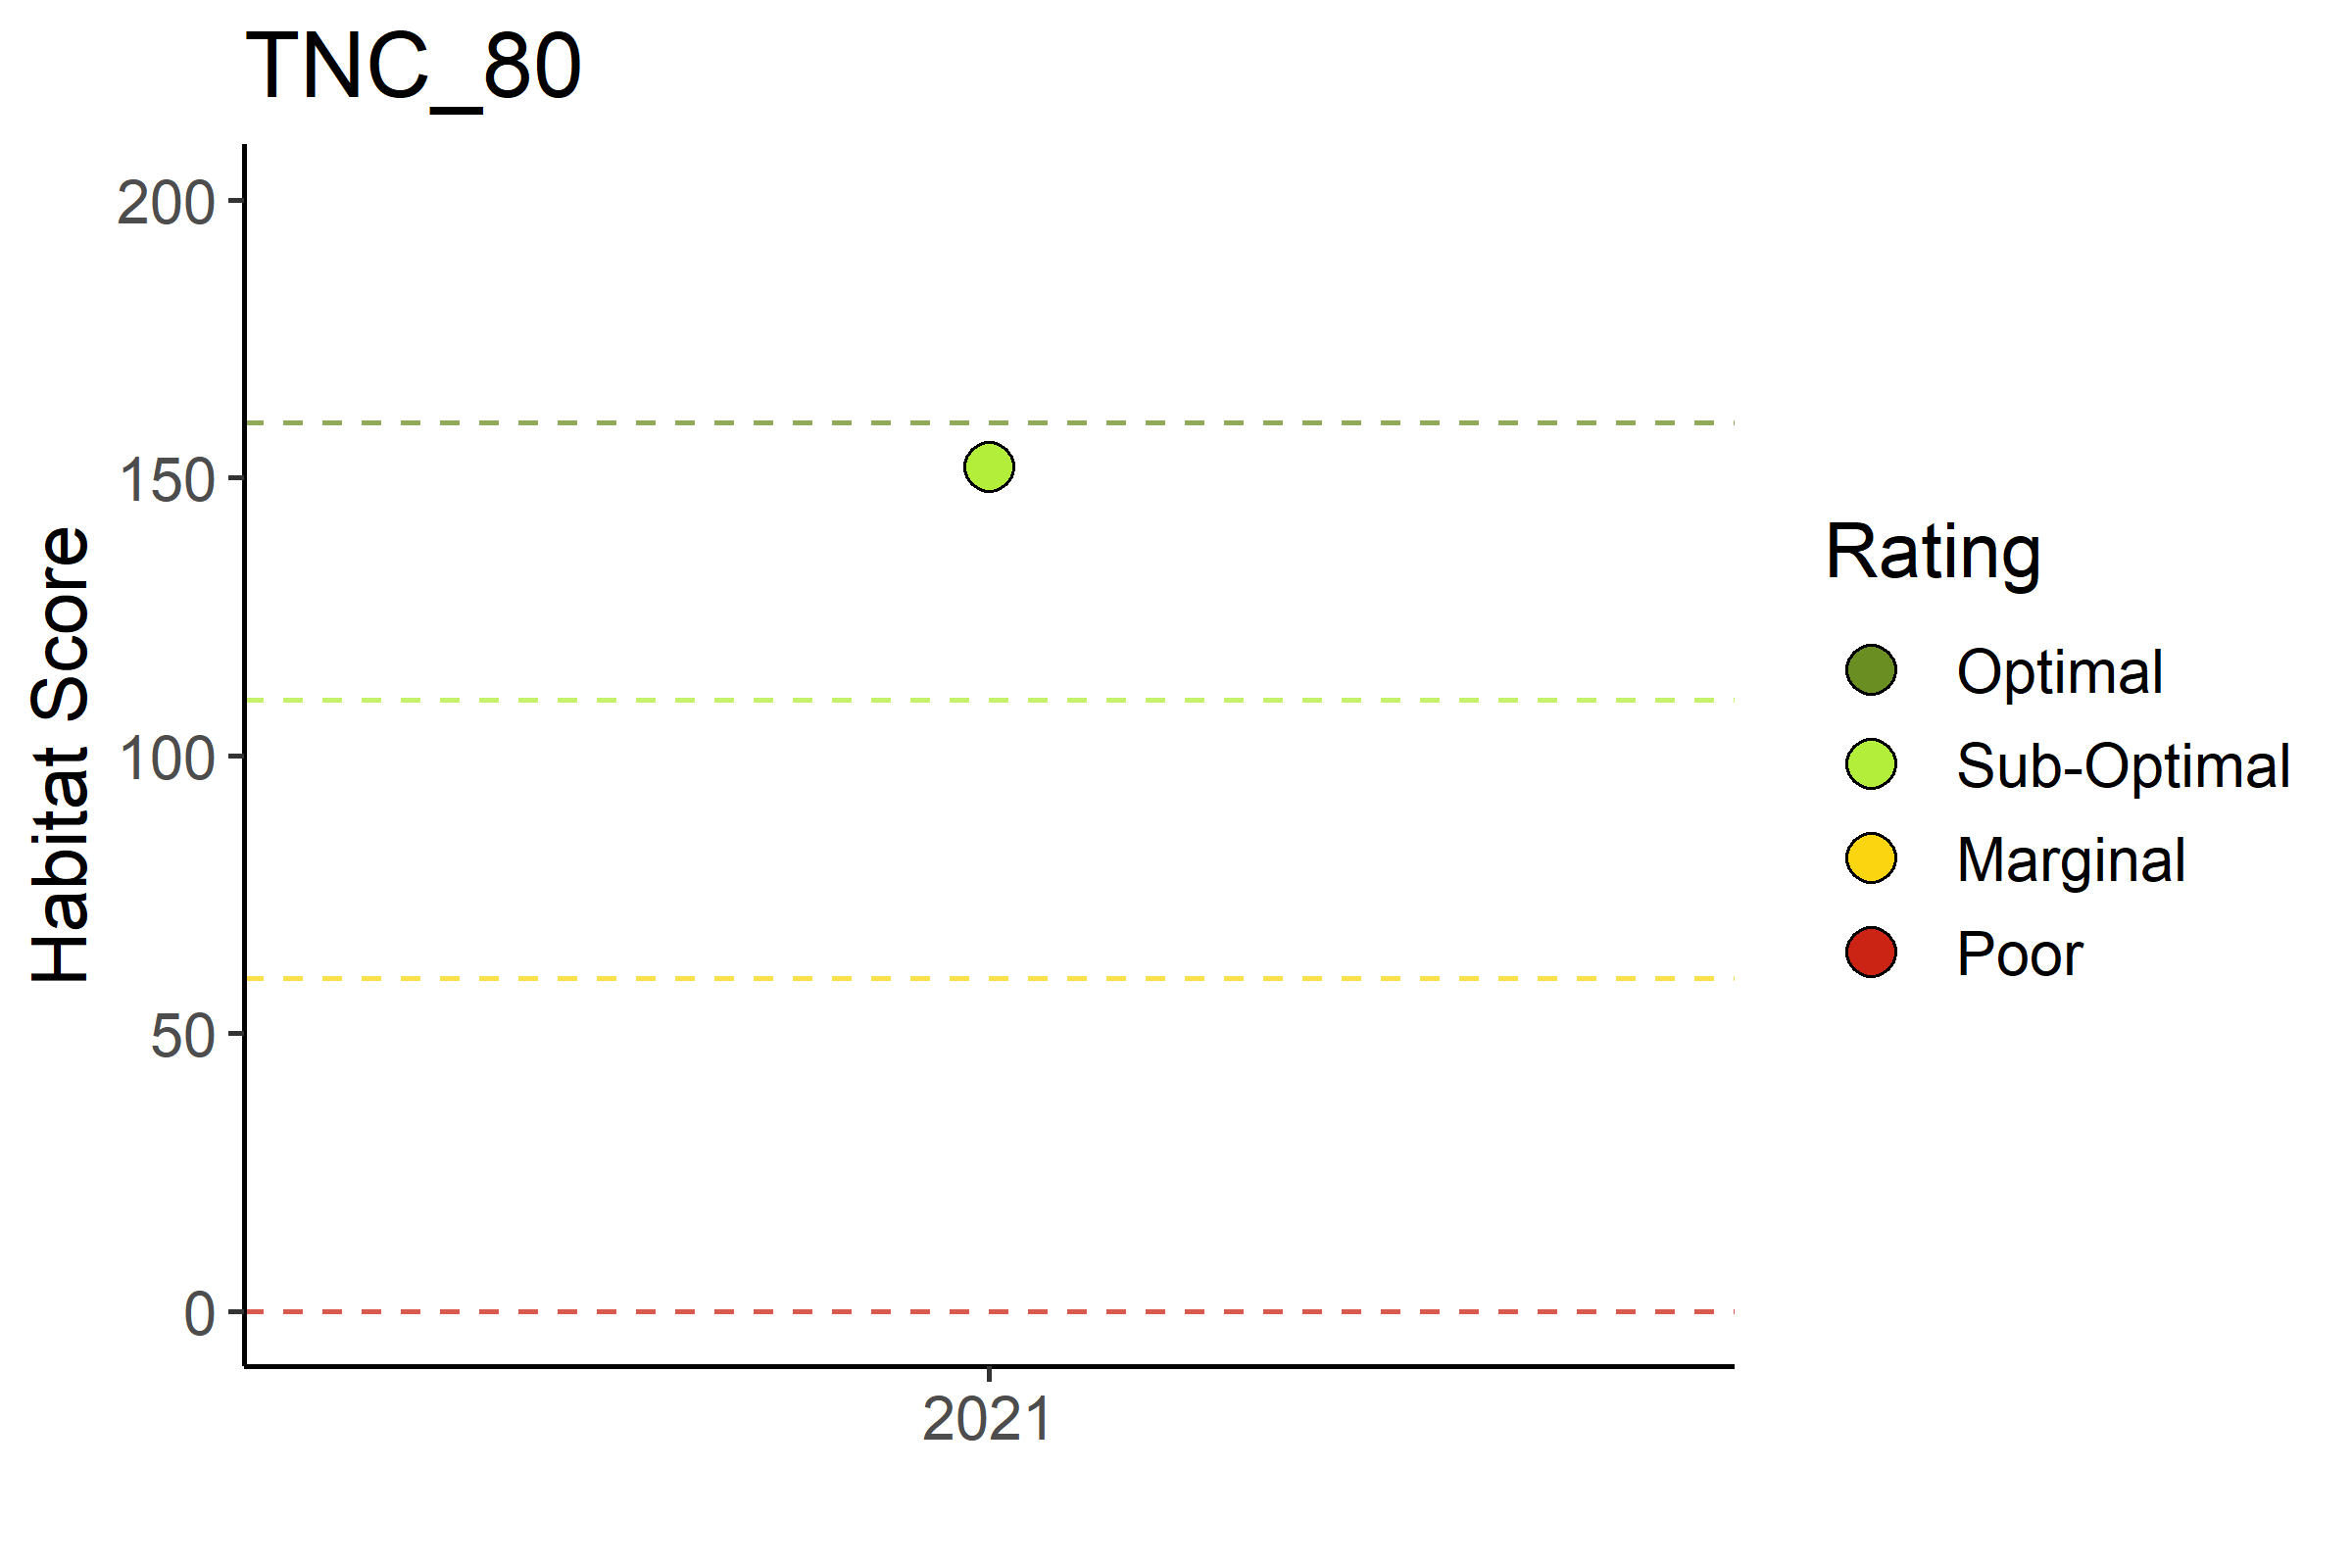 TNC_80
Habitat Score
200
150
100
50
0
2021
Rating
Optimal
Sub-Optimal
Marginal
Poor